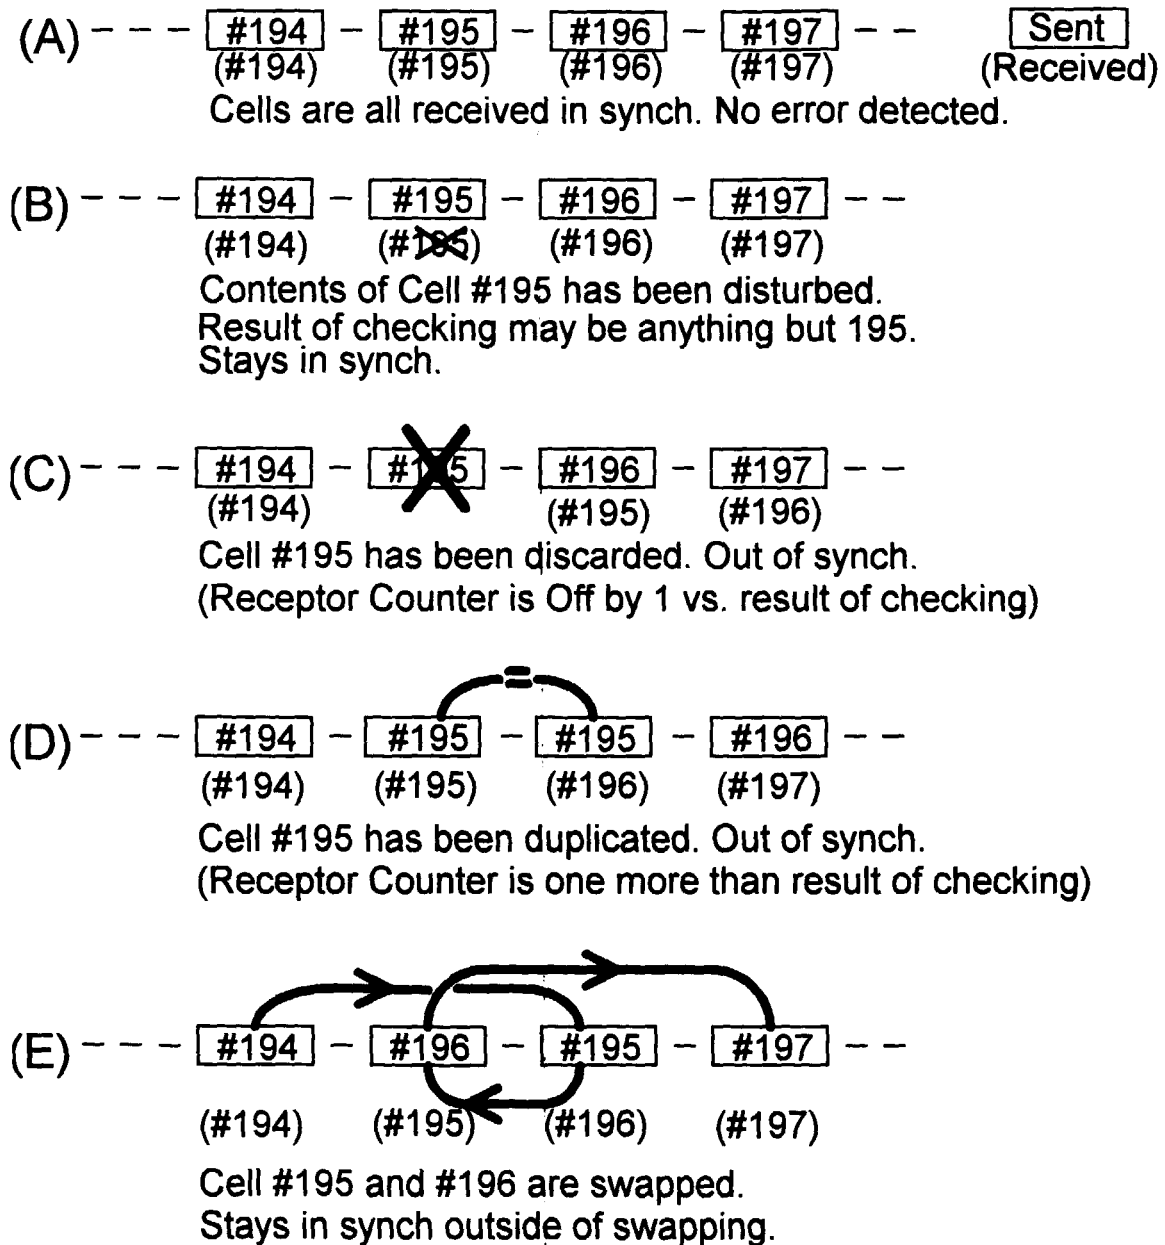 (A) - - - #194 - #195 - #196 - #197 - - Sent
(#194) (#195) (#196) (#197) (Received)
Cells are all received in synch. No error detected.
(B) - - - #194 - #195 - #196 - #197 - -
(#194) (#195) (#196) (#197)
Contents of Cell #195 has been disturbed.
Result of checking may be anything but 195.
Stays in synch.
(C) - - - #194 - #195 - #196 - #197 - -
(#194) (#195) (#196)
Cell #195 has been discarded. Out of synch.
(Receptor Counter is Off by 1 vs. result of checking)
=
(D) - - - #194 - #195 - #195 - #196 - -
(#194) (#195) (#196) (#197)
Cell #195 has been duplicated. Out of synch.
(Receptor Counter is one more than result of checking)
(E) - - - #194 - #196 - #195 - #197 - -
(#194) (#195) (#196) (#197)
Cell #195 and #196 are swapped.
Stays in synch outside of swapping.